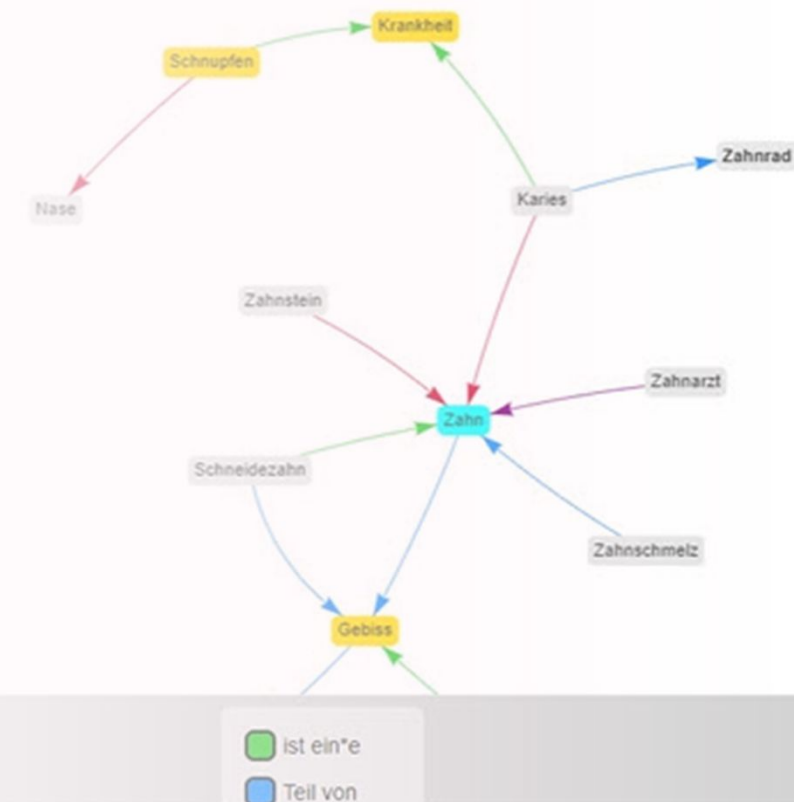 Krankheit
Schnupfen
Zahnrad
Karies
Nase
Zahnstein
Zahnarzt
Zahn
Schneidezahn
Zahnschmelz
Gebiss
ist ein*e
Teil von